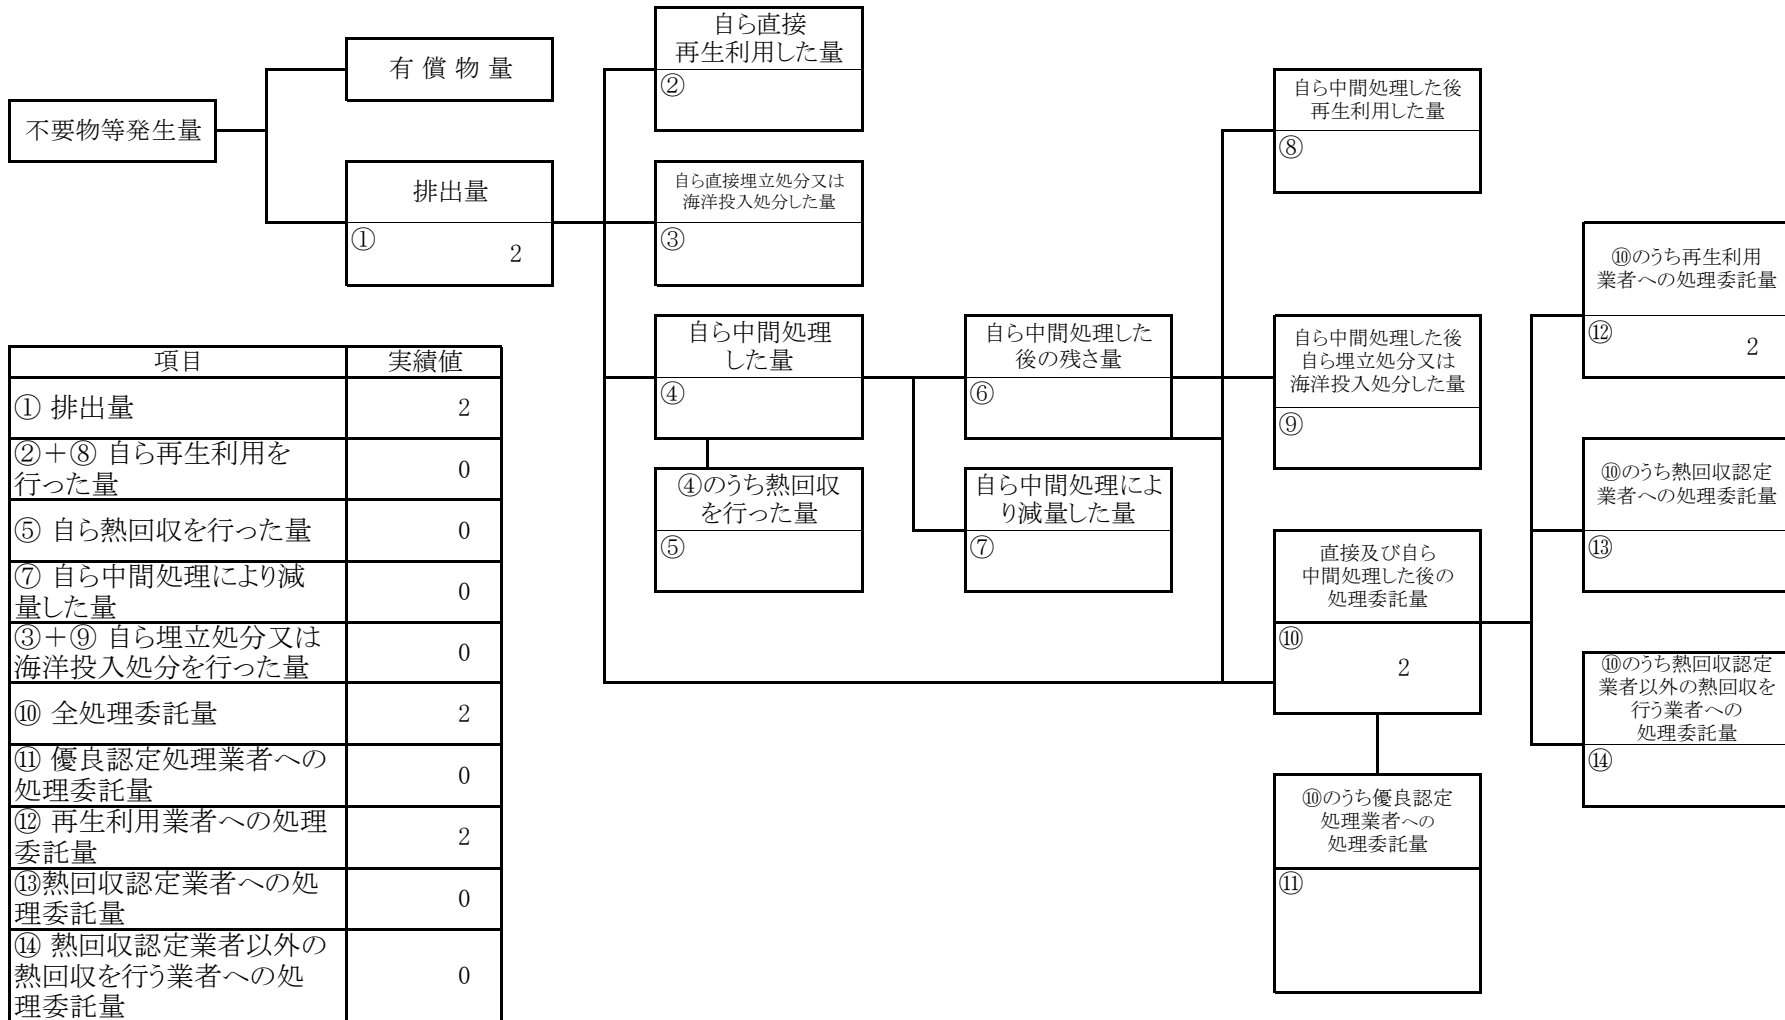 不要物等発生量
有償物量
排出量
①
2
自ら直接
再生利用した量
②
自ら直接埋立処分又は
海洋投入処分した量
③
自ら中間処理
した量
④
④のうち熱回収
を行った量
⑤
自ら中間処理した
後の残さ量
⑥
自ら中間処理によ
り減量した量
⑦
自ら中間処理した後
再生利用した量
⑧
自ら中間処理した後
自ら埋立処分又は
海洋投入処分した量
⑨
直接及び自ら
中間処理した後の
処理委託量
⑩
2
⑩のうち優良認定
処理業者への
処理委託量
⑪
⑩のうち再生利用
業者への処理委託量
⑫
2
⑩のうち熱回収認定
業者への処理委託量
⑬
⑩のうち熱回収認定
業者以外の熱回収を
行う業者への
処理委託量
⑭
項目 実績値
① 排出量 2
②+⑧ 自ら再生利用を
行った量 0
⑤ 自ら熱回収を行った量 0
⑦ 自ら中間処理により減
量した量 0
③+⑨ 自ら埋立処分又は
海洋投入処分を行った量 0
⑩ 全処理委託量 2
⑪ 優良認定処理業者への
処理委託量 0
⑫ 再生利用業者への処理
委託量 2
⑬熱回収認定業者への処
理委託量 0
⑭ 熱回収認定業者以外の
熱回収を行う業者への処
理委託量 0